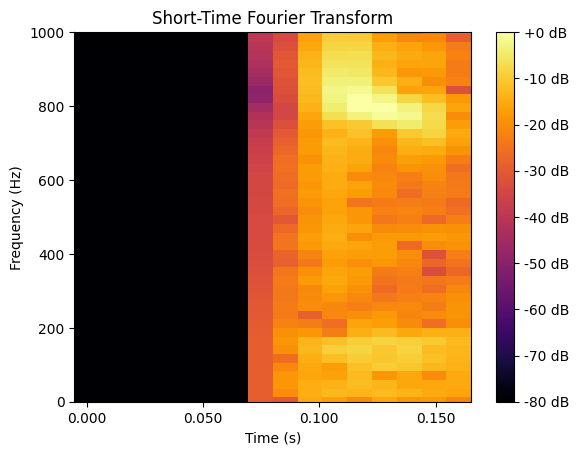 Short-Time Fourier Transform
1000
800
600
400
200
0
Frequency (Hz)
0.000
0.050
0.100
0.150
Time (s)
+0 dB
-10 dB
-20 dB
-30 dB
-40 dB
-50 dB
-60 dB
-70 dB
-80 dB